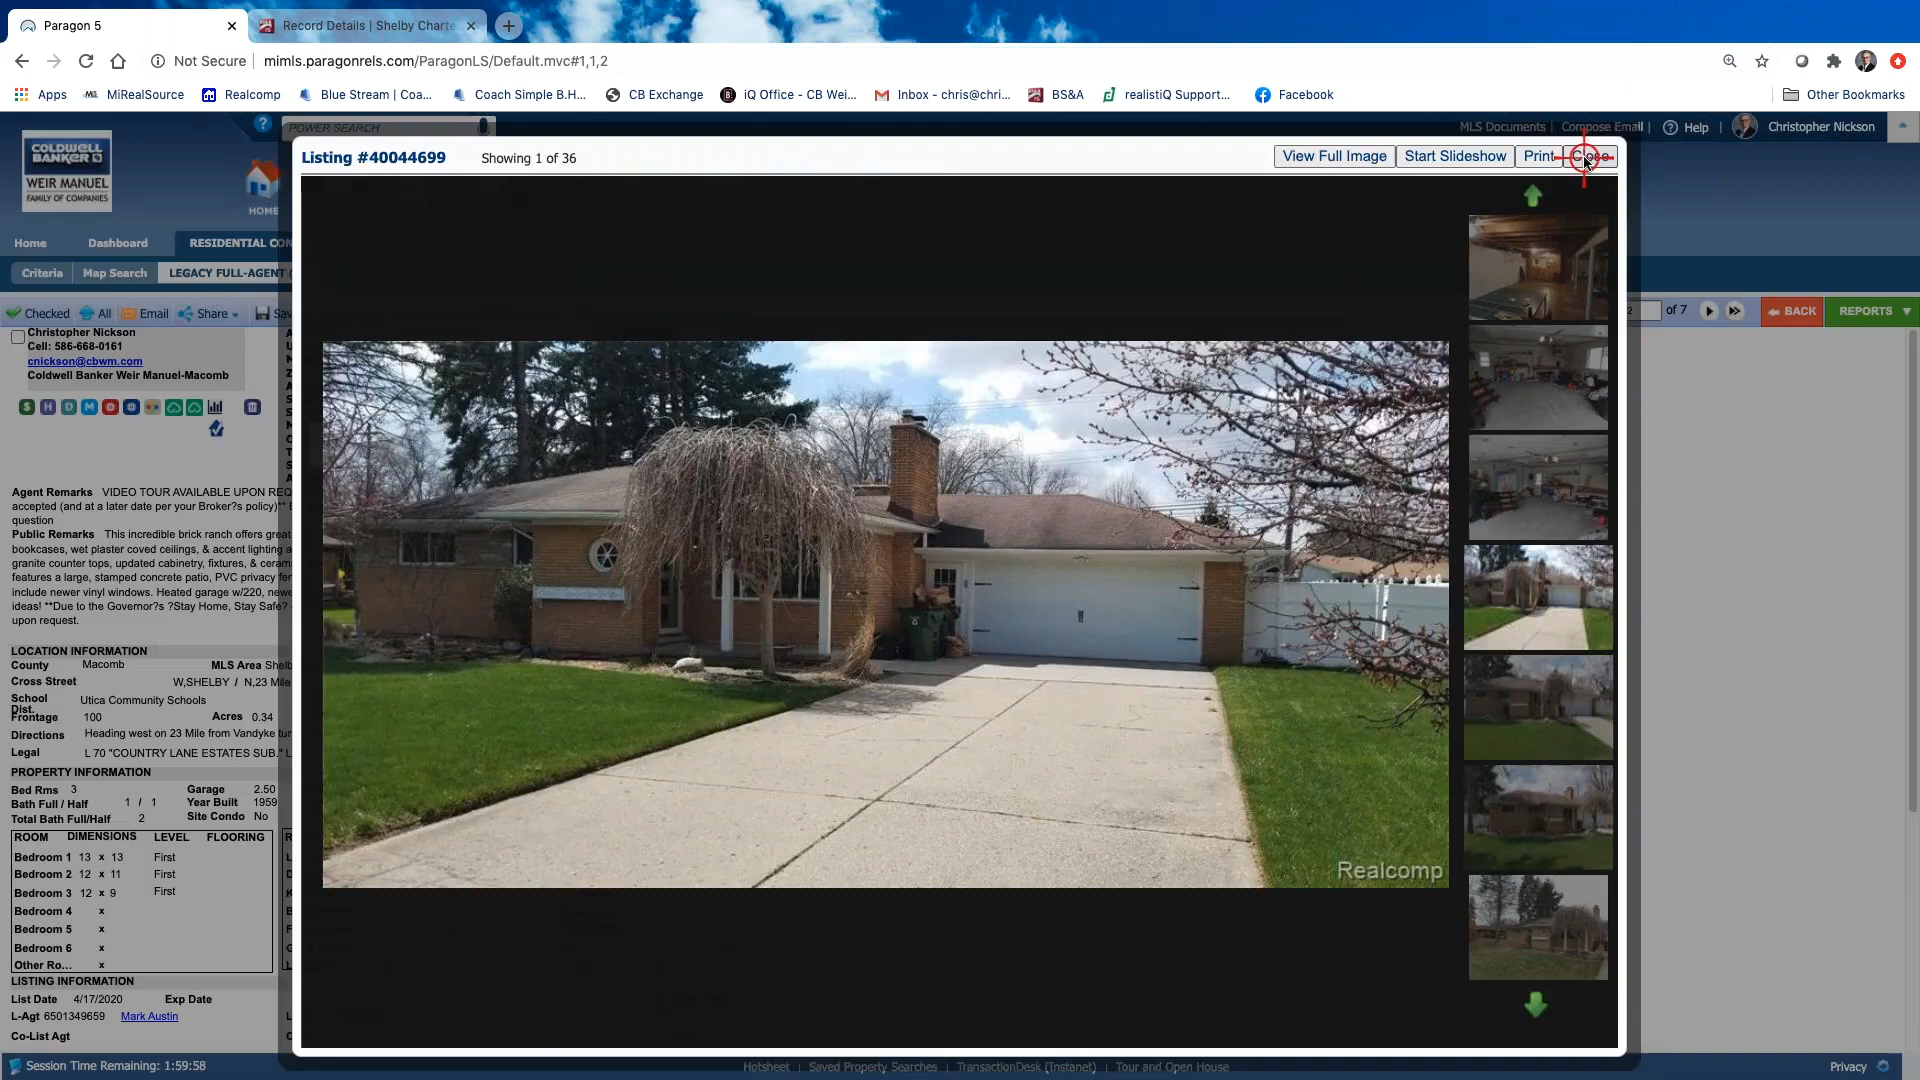 Paragon 5
Record Details | Shelby Charte
Not Secure
mimls.paragonrels.com/ParagonLS/Default.mvc#1,1,2
Apps
MiRealSource
Realcomp
Blue Stream | Coa...
Coach Simple B.H...
CB Exchange
iQ Office - CB Wei...
Inbox - chris@chri...
BS&A
realistiQ Support...
Facebook
Other Bookmarks
COLDWELL
BANKER
WEIR MANUEL
FAMILY OF COMPANIES
HOME
POWER SEARCH
MLS Documents
Compose Email
Help
Christopher Nickson
Listing #40044699
Showing 1 of 36
View Full Image
Start Slideshow
Print
Close
Home
Dashboard
RESIDENTIAL CON
Criteria
Map Search
LEGACY FULL-AGENT (
Checked
All
Email
Share
Sav
2 of 7
BACK
REPORTS
Christopher Nickson
Cell: 586-668-0161
cnickson@cbwm.com
Coldwell Banker Weir Manuel-Macomb
Agent Remarks VIDEO TOUR AVAILABLE UPON REQ
accepted (and at a later date per your Broker?s policy)** E
question
Public Remarks This incredible brick ranch offers great
bookcases, wet plaster coved ceilings, & accent lighting a
granite counter tops, updated cabinetry, fixtures, & ceram
features a large, stamped concrete patio, PVC privacy fen
include newer vinyl windows. Heated garage w/220, newe
ideas! **Due to the Governor?s ?Stay Home, Stay Safe?
upon request.
LOCATION INFORMATION
County Macomb MLS Area Shelb
Cross Street W,SHELBY / N,23 Mile
School Dist. Utica Community Schools
Frontage 100 Acres 0.34
Directions Heading west on 23 Mile from Vandyke tur
Legal L 70 "COUNTRY LANE ESTATES SUB." L
PROPERTY INFORMATION
Bed Rms 3 Garage 2.50
Bath Full / Half 1 / 1 Year Built 1959
Total Bath Full/Half 2 Site Condo No
ROOM DIMENSIONS LEVEL FLOORING
Bedroom 1 13 x 13 First
Bedroom 2 12 x 11 First
Bedroom 3 12 x 9 First
Bedroom 4 x
Bedroom 5 x
Bedroom 6 x
Other Ro... x
LISTING INFORMATION
List Date 4/17/2020 Exp Date
L-Agt 6501349659 Mark Austin
Co-List Agt
Realcomp
Session Time Remaining: 1:59:58
Hotsheet | Saved Property Searches | TransactionDesk (Instanet) | Tour and Open House
Privacy